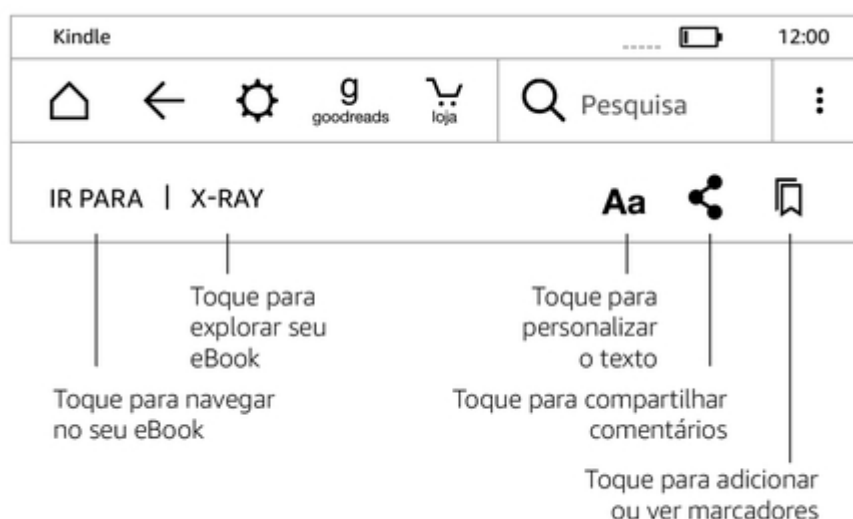 Kindle
12:00
g
goodreads
loja
Pesquisa
IR PARA | X-RAY
Aa
Toque para
explorar seu
eBook
Toque para
personalizar
o texto
Toque para navegar
no seu eBook
Toque para compartilhar
comentários
Toque para adicionar
ou ver marcadores